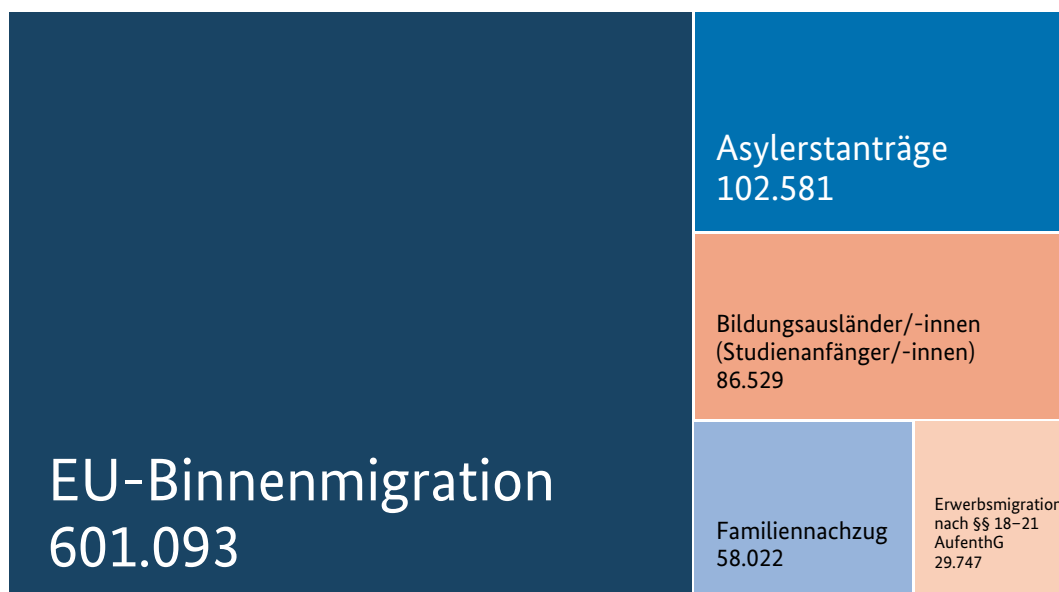 Asylerstanträge
102.581
Bildungsausländer/-innen
(Studienanfänger/-innen)
86.529
EU-Binnenmigration
601.093
Familiennachzug
58.022
Erwerbsmigration
nach §§ 18–21
AufenthG
29.747